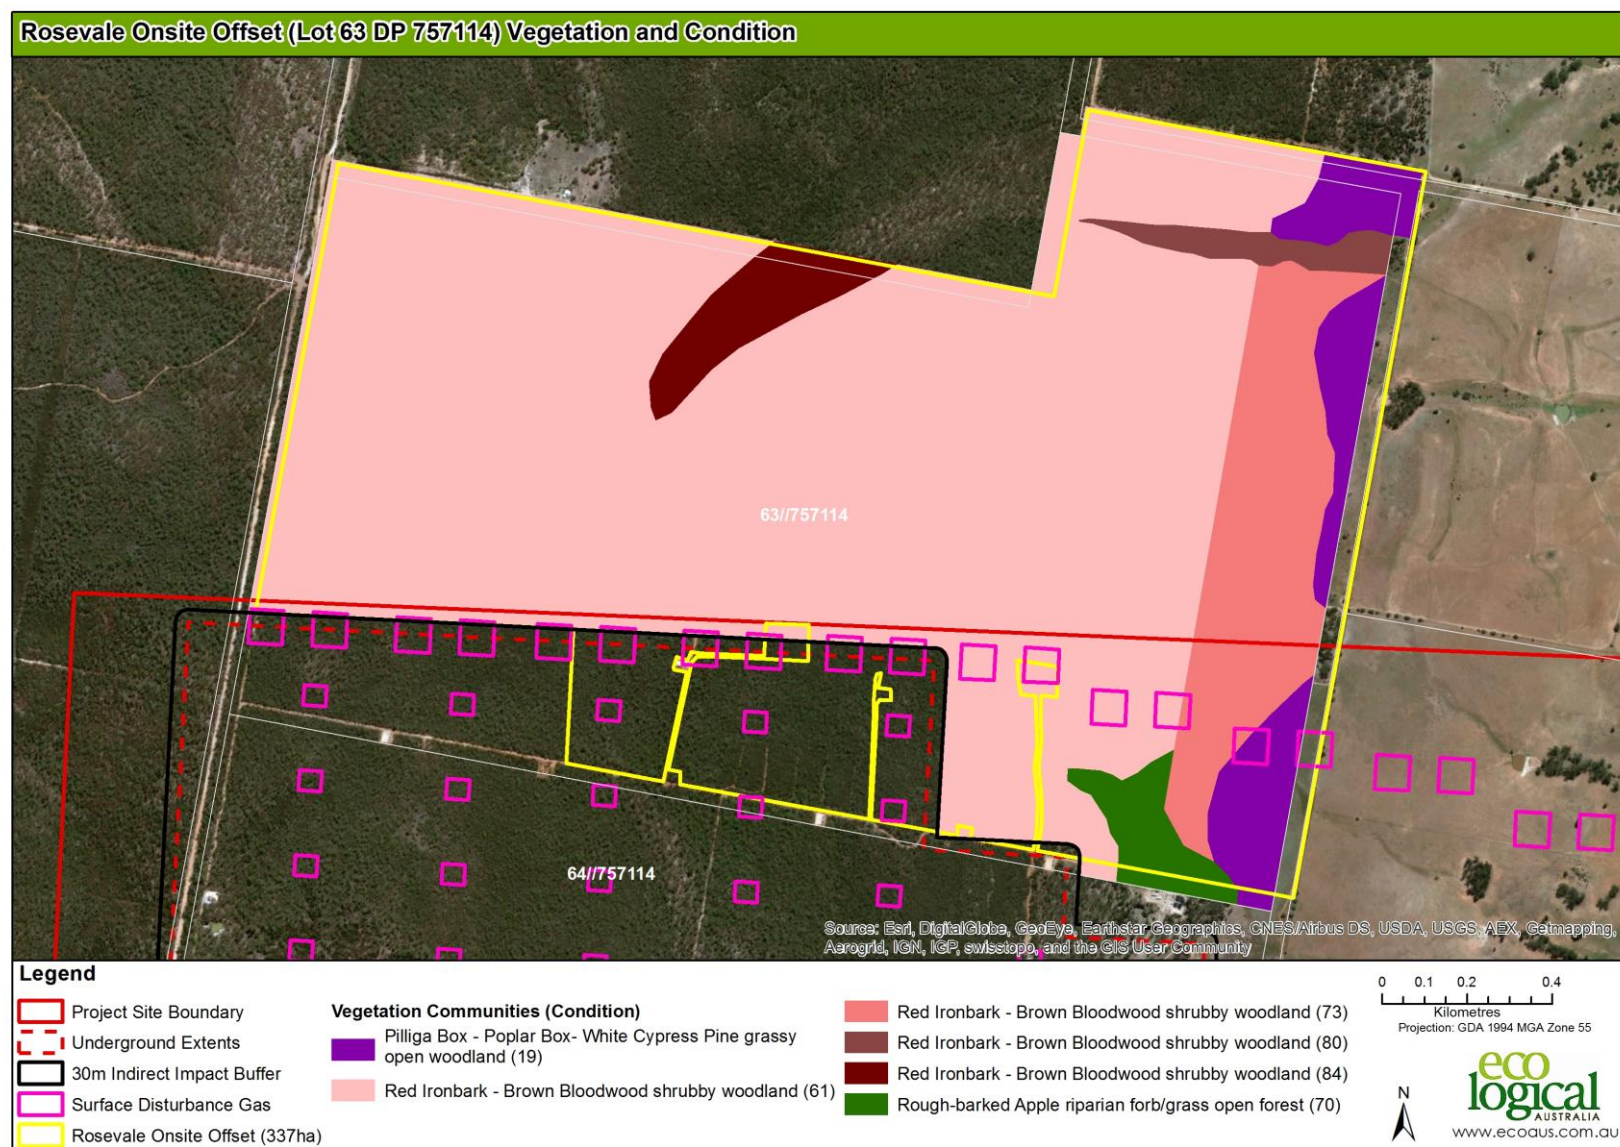 Rosevale Onsite Offset (Lot 63 DP 757114) Vegetation and Condition
63//757114
64//757114
Source: Esri, DigitalGlobe, GeoEye, Earthstar Geographics, CNES/Airbus DS, USDA, USGS, AEX, Getmapping,
Aerogrid, IGN, IGP, swisstopo, and the GIS User Community
Legend
Project Site Boundary
Underground Extents
30m Indirect Impact Buffer
Surface Disturbance Gas
Rosevale Onsite Offset (337ha)
Vegetation Communities (Condition)
Pilliga Box - Poplar Box- White Cypress Pine grassy
open woodland (19)
Red Ironbark - Brown Bloodwood shrubby woodland (61)
Red Ironbark - Brown Bloodwood shrubby woodland (73)
Red Ironbark - Brown Bloodwood shrubby woodland (80)
Red Ironbark - Brown Bloodwood shrubby woodland (84)
Rough-barked Apple riparian forb/grass open forest (70)
0 0.1 0.2 0.4
Kilometres
Projection: GDA 1994 MGA Zone 55
N
eco
logical
AUSTRALIA
www.ecoaus.com.au